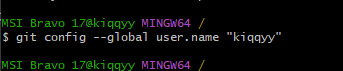 MSI Bravo 17@kiqqyy MINGW64 /
$ git config --global user.name "kiqqyy"
MSI Bravo 17@kiqqyy MINGW64 /